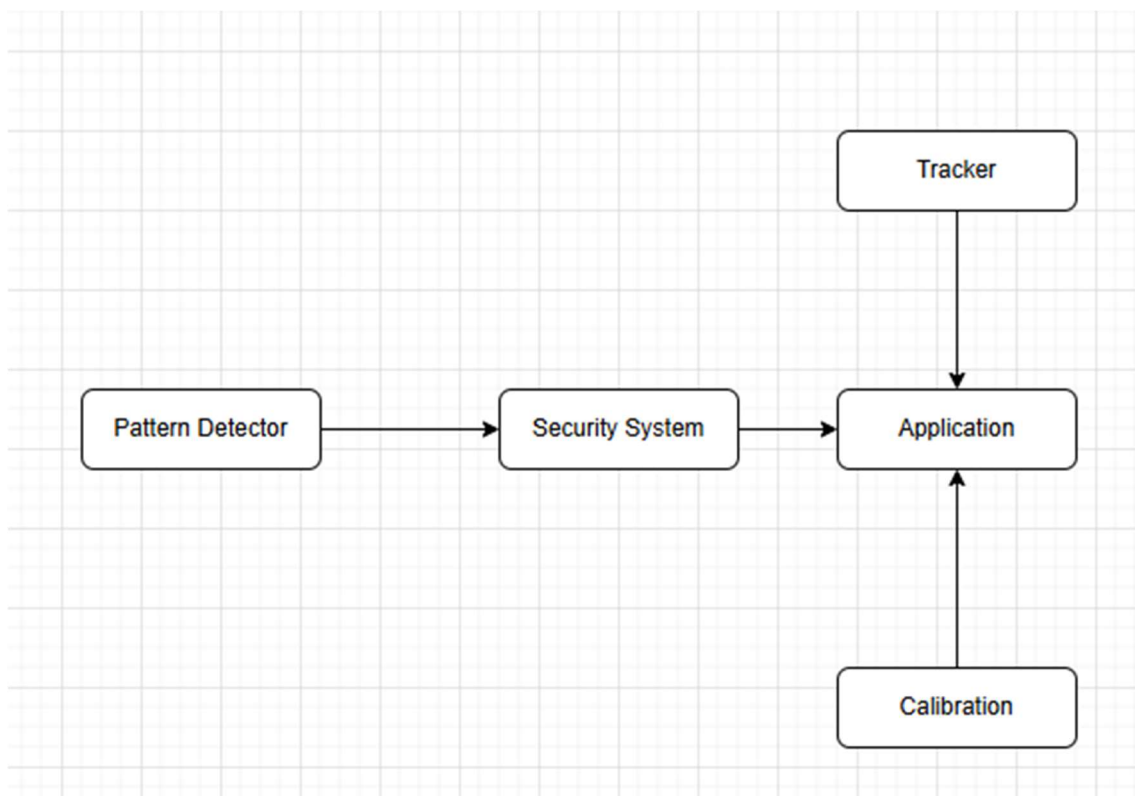 Tracker
Pattern Detector
Security System
Application
Calibration